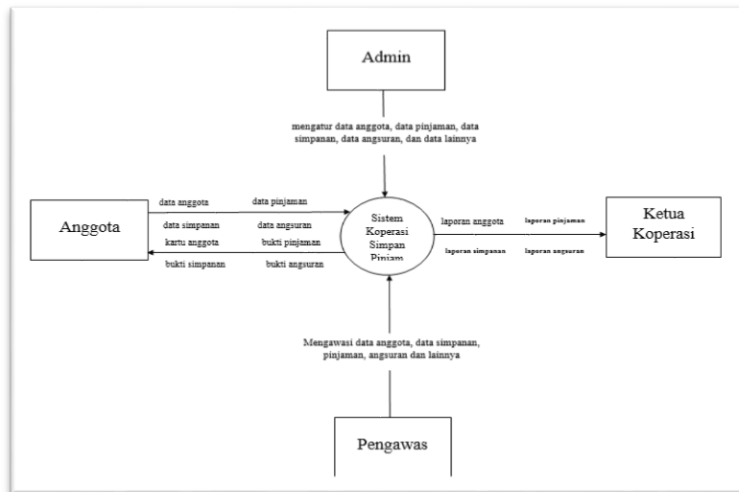 Admin
mengatur data anggota, data pinjaman, data
simpanan, data angsuran, dan data lainnya
Anggota
data anggota data pinjaman
data simpanan data angsuran
kartu anggota bukti pinjaman
bukti simpanan bukti angsuran
Sistem
Koperasi
Simpan
Pinjam
laporan anggota laporan pinjaman
laporan simpanan laporan angsuran
Ketua
Koperasi
Mengawasi data anggota, data simpanan,
pinjaman, angsuran dan lainnya
Pengawas